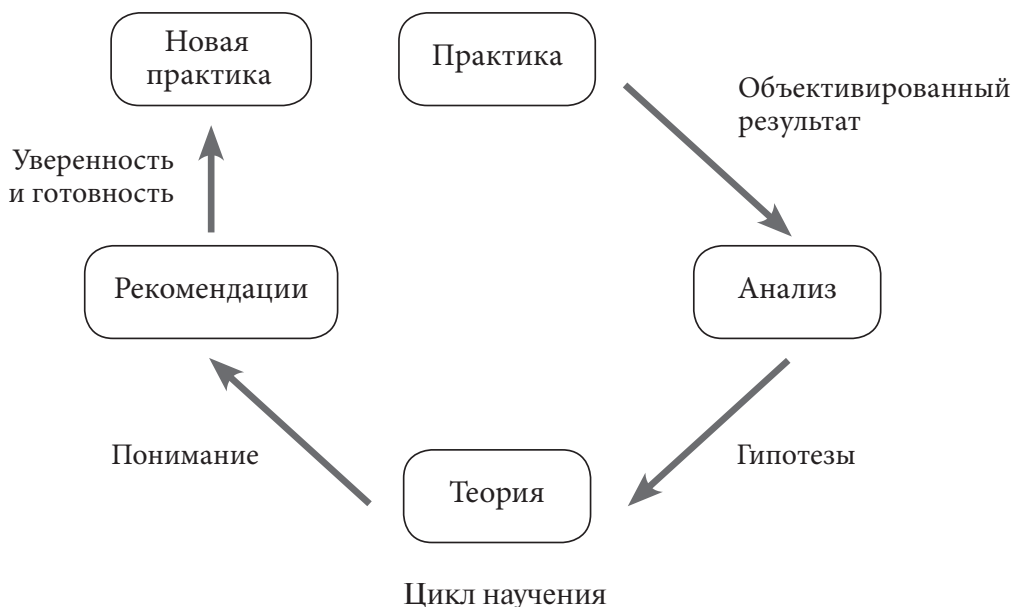 Новая
практика
Практика
Объективированный
результат
Уверенность
и готовность
Рекомендации
Анализ
Понимание
Гипотезы
Теория
Цикл научения